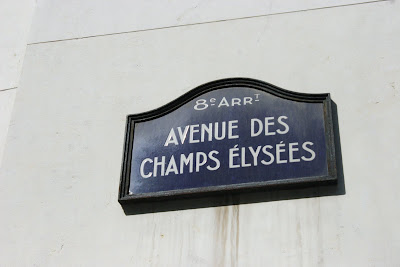 8e ARRT
AVENUE DES
CHAMPS ÉLYSÉES